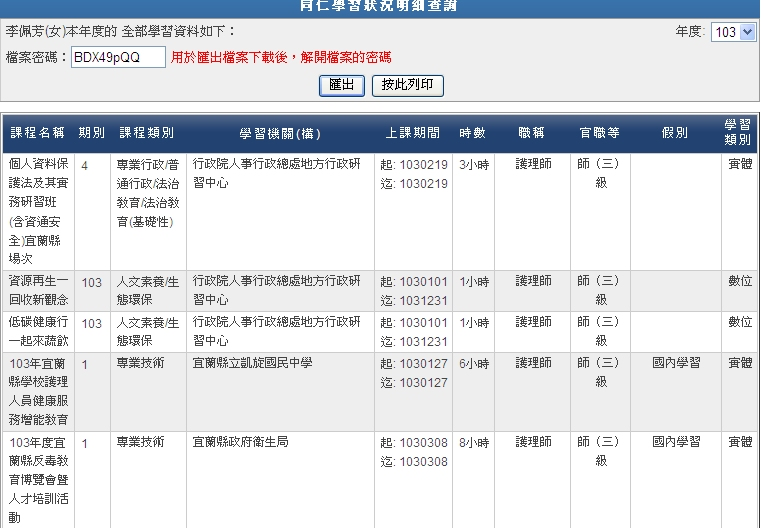 同仁學習狀況明細查詢
李佩芳(女)本年度的 全部學習資料如下：
年度: 103
檔案密碼：BDX49pQQ 用於匯出檔案下載後，解開檔案的密碼
匯出 按此列印
課程名稱 期別 課程類別 學習機關(構) 上課期間 時數 職稱 官職等 假別 學習
類別
個人資料保 4 專業行政/普 行政院人事行政總處地方行政研 起: 1030219 3小時 護理師 師（三） 實體
護法及其實 通行政/法治 習中心 迄: 1030219 級
務研習班 教育/法治教
(含資通安 育(基礎性)
全)宜蘭縣
場次
資源再生一 103 人文素養/生 行政院人事行政總處地方行政研 起: 1030101 1小時 護理師 師（三） 數位
回收新觀念 態環保 習中心 迄: 1031231 級
低碳健康行 103 人文素養/生 行政院人事行政總處地方行政研 起: 1030101 1小時 護理師 師（三） 數位
一起來蔬飲 態環保 習中心 迄: 1031231 級
103年宜蘭 1 專業技術 宜蘭縣立凱旋國民中學 起: 1030127 6小時 護理師 師（三） 國內學習 實體
縣學校護理 迄: 1030127 級
人員健康服
務增能教育
103年度宜 1 專業技術 宜蘭縣政府衛生局 起: 1030308 8小時 護理師 師（三） 國內學習 實體
蘭縣反毒教 迄: 1030308 級
育博覽會暨
人才培訓活
動